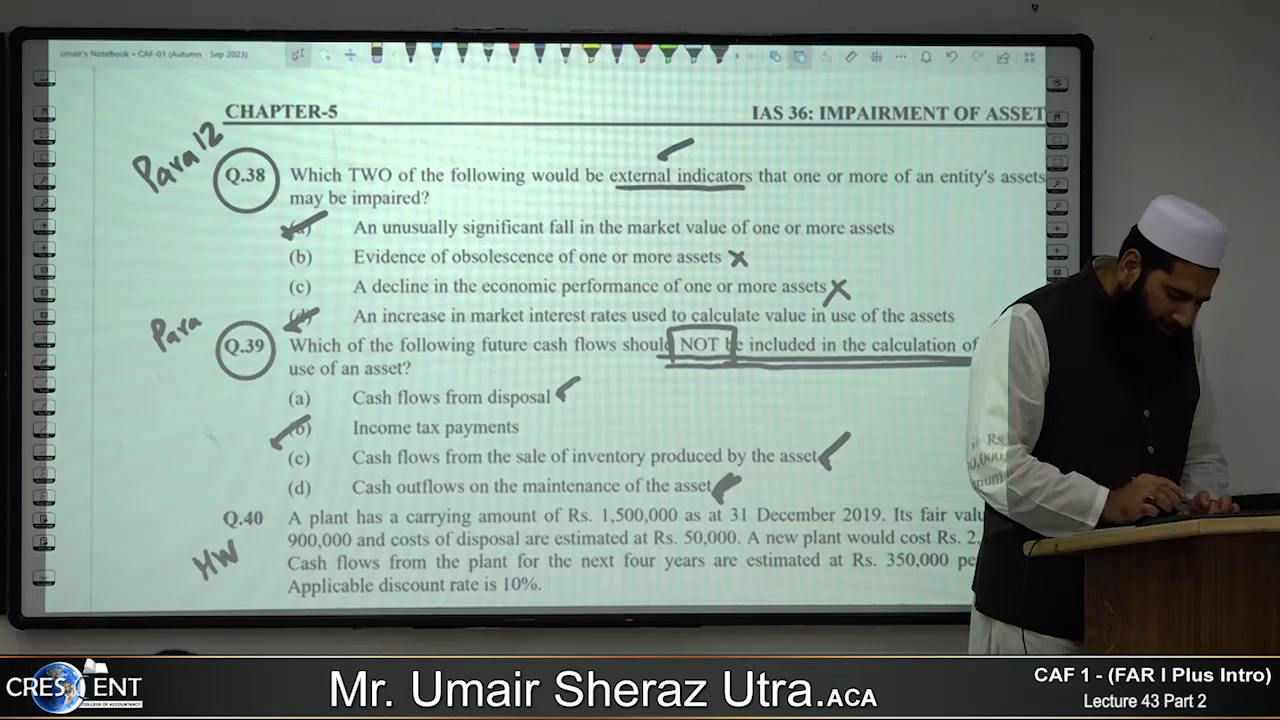 umair's Notebook • CAF-01 (Autumn - Sep 2023)
CHAPTER-5
IAS 36: IMPAIRMENT OF ASSET
Para 12
Q.38 Which TWO of the following would be external indicators that one or more of an entity's assets
may be impaired?
(a) An unusually significant fall in the market value of one or more assets
(b) Evidence of obsolescence of one or more assets
(c) A decline in the economic performance of one or more assets
(d) An increase in market interest rates used to calculate value in use of the assets
Para
Q.39 Which of the following future cash flows should NOT be included in the calculation of
use of an asset?
(a) Cash flows from disposal
(b) Income tax payments
(c) Cash flows from the sale of inventory produced by the asset
(d) Cash outflows on the maintenance of the asset
Q.40 A plant has a carrying amount of Rs. 1,500,000 as at 31 December 2019. Its fair
900,000 and costs of disposal are estimated at Rs. 50,000. A new plant would cost Rs. 2.
HW
Cash flows from the plant for the next four years are estimated at Rs. 350,000
Applicable discount rate is 10%.
CRESCENT
COLLEGE OF ACCOUNTANCY
Mr. Umair Sheraz Utra.ACA
CAF 1 - (FAR I Plus Intro)
Lecture 43 Part 2